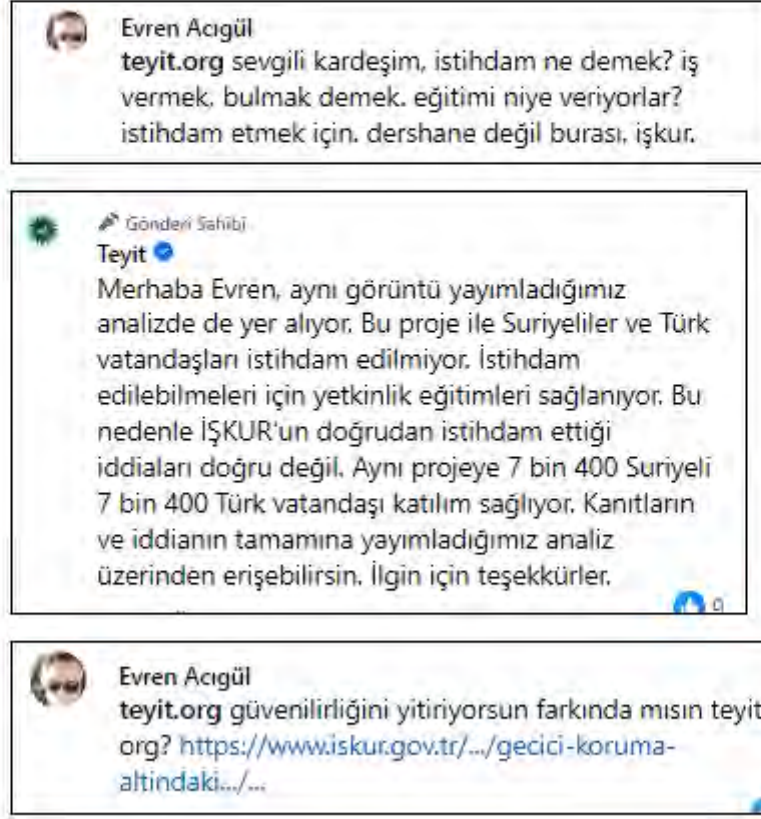 Evren Acıgül
teyit.org sevgili kardeşim, istihdam ne demek? iş
vermek, bulmak demek. eğitimi niye veriyorlar?
istihdam etmek için. dershane değil burası. işkur.
Gönderi Sahibi
Teyit
Merhaba Evren, aynı görüntü yayımladığımız
analizde de yer alıyor. Bu proje ile Suriyeliler ve Türk
vatandaşları istihdam edilmiyor. İstihdam
edilebilmeleri için yetkinlik eğitimleri sağlanıyor. Bu
nedenle İŞKUR'un doğrudan istihdam ettiği
iddiaları doğru değil. Aynı projeye 7 bin 400 Suriyeli
7 bin 400 Türk vatandaşı katılım sağlıyor. Kanıtların
ve iddianın tamamına yayımladığımız analiz
üzerinden erişebilirsin. İlgin için teşekkürler.
Evren Acıgül
teyit.org güvenilirliğini yitiriyorsun farkında mısın teyit
org? https://www.iskur.gov.tr/.../gecici-koruma-
altindaki.../...